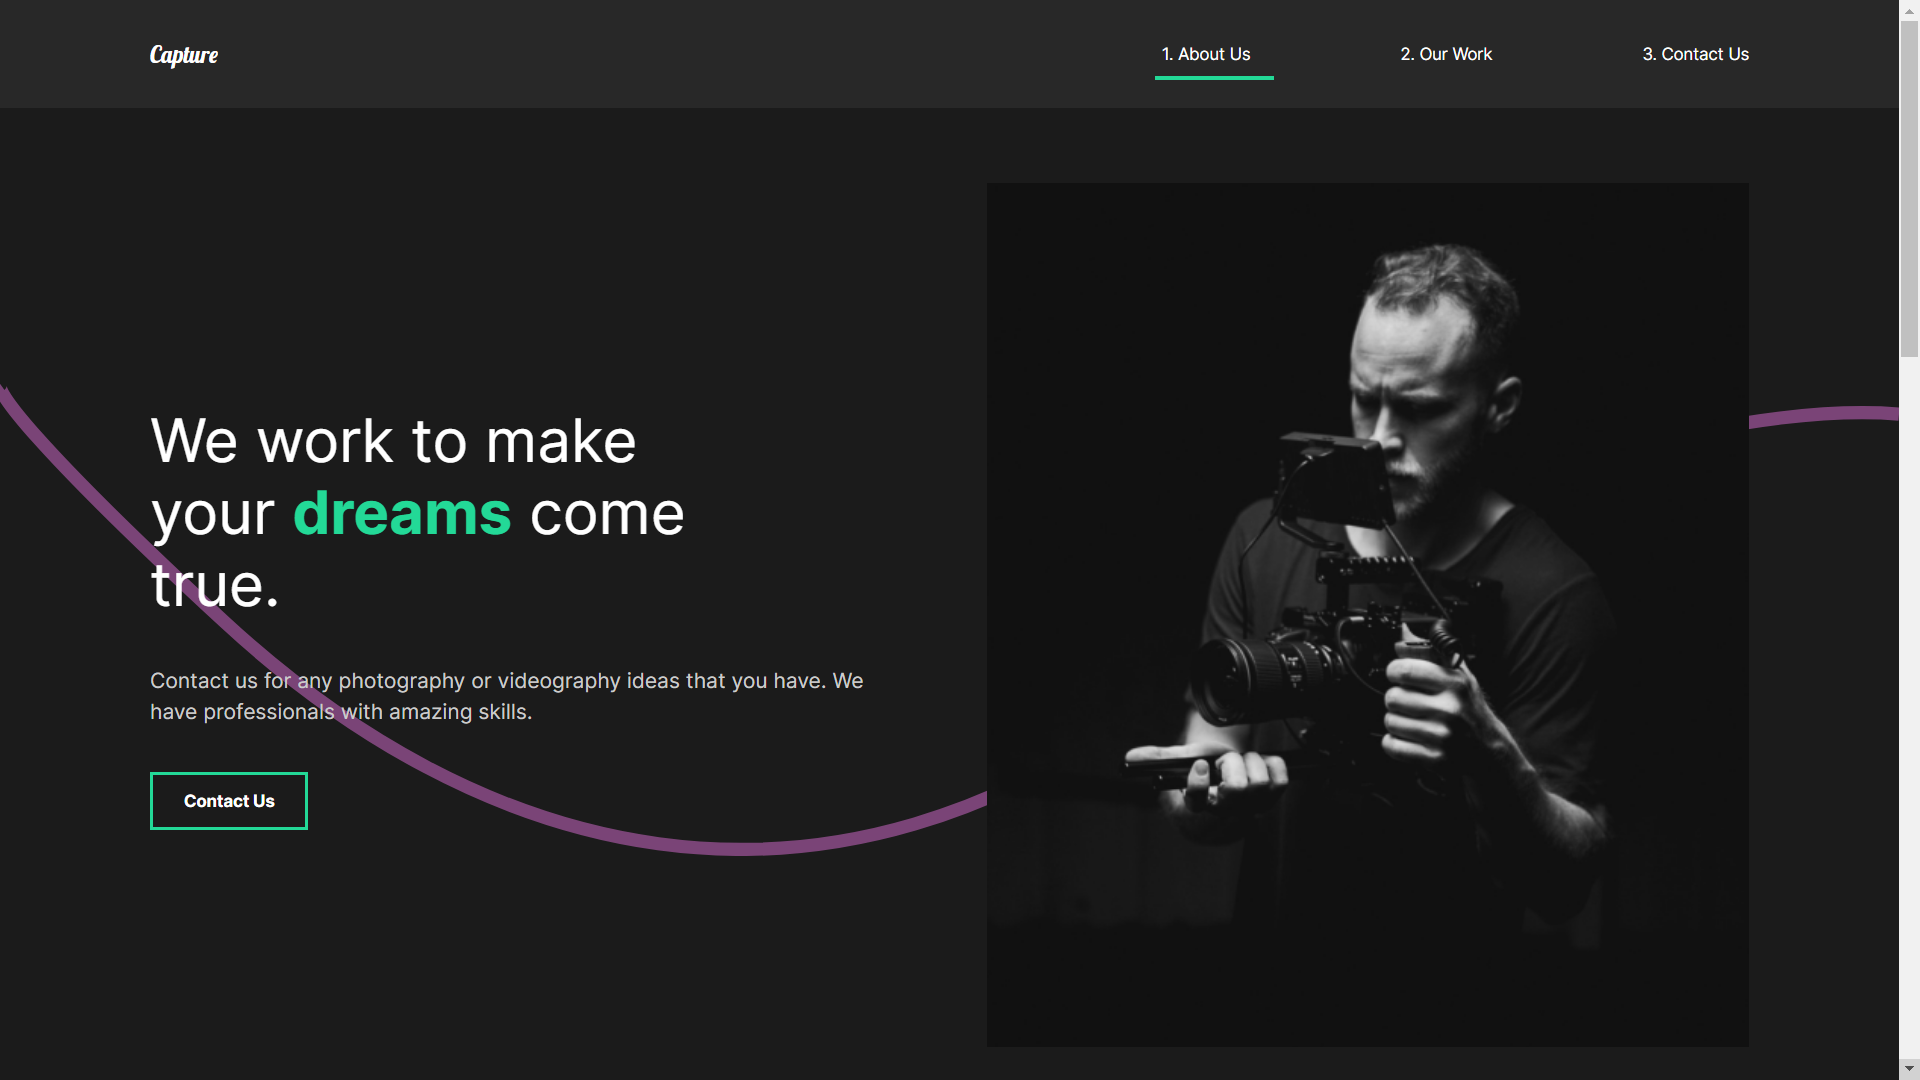 Capture
1. About Us
2. Our Work
3. Contact Us
We work to make
your dreams come
true.
Contact us for any photography or videography ideas that you have. We
have professionals with amazing skills.
Contact Us